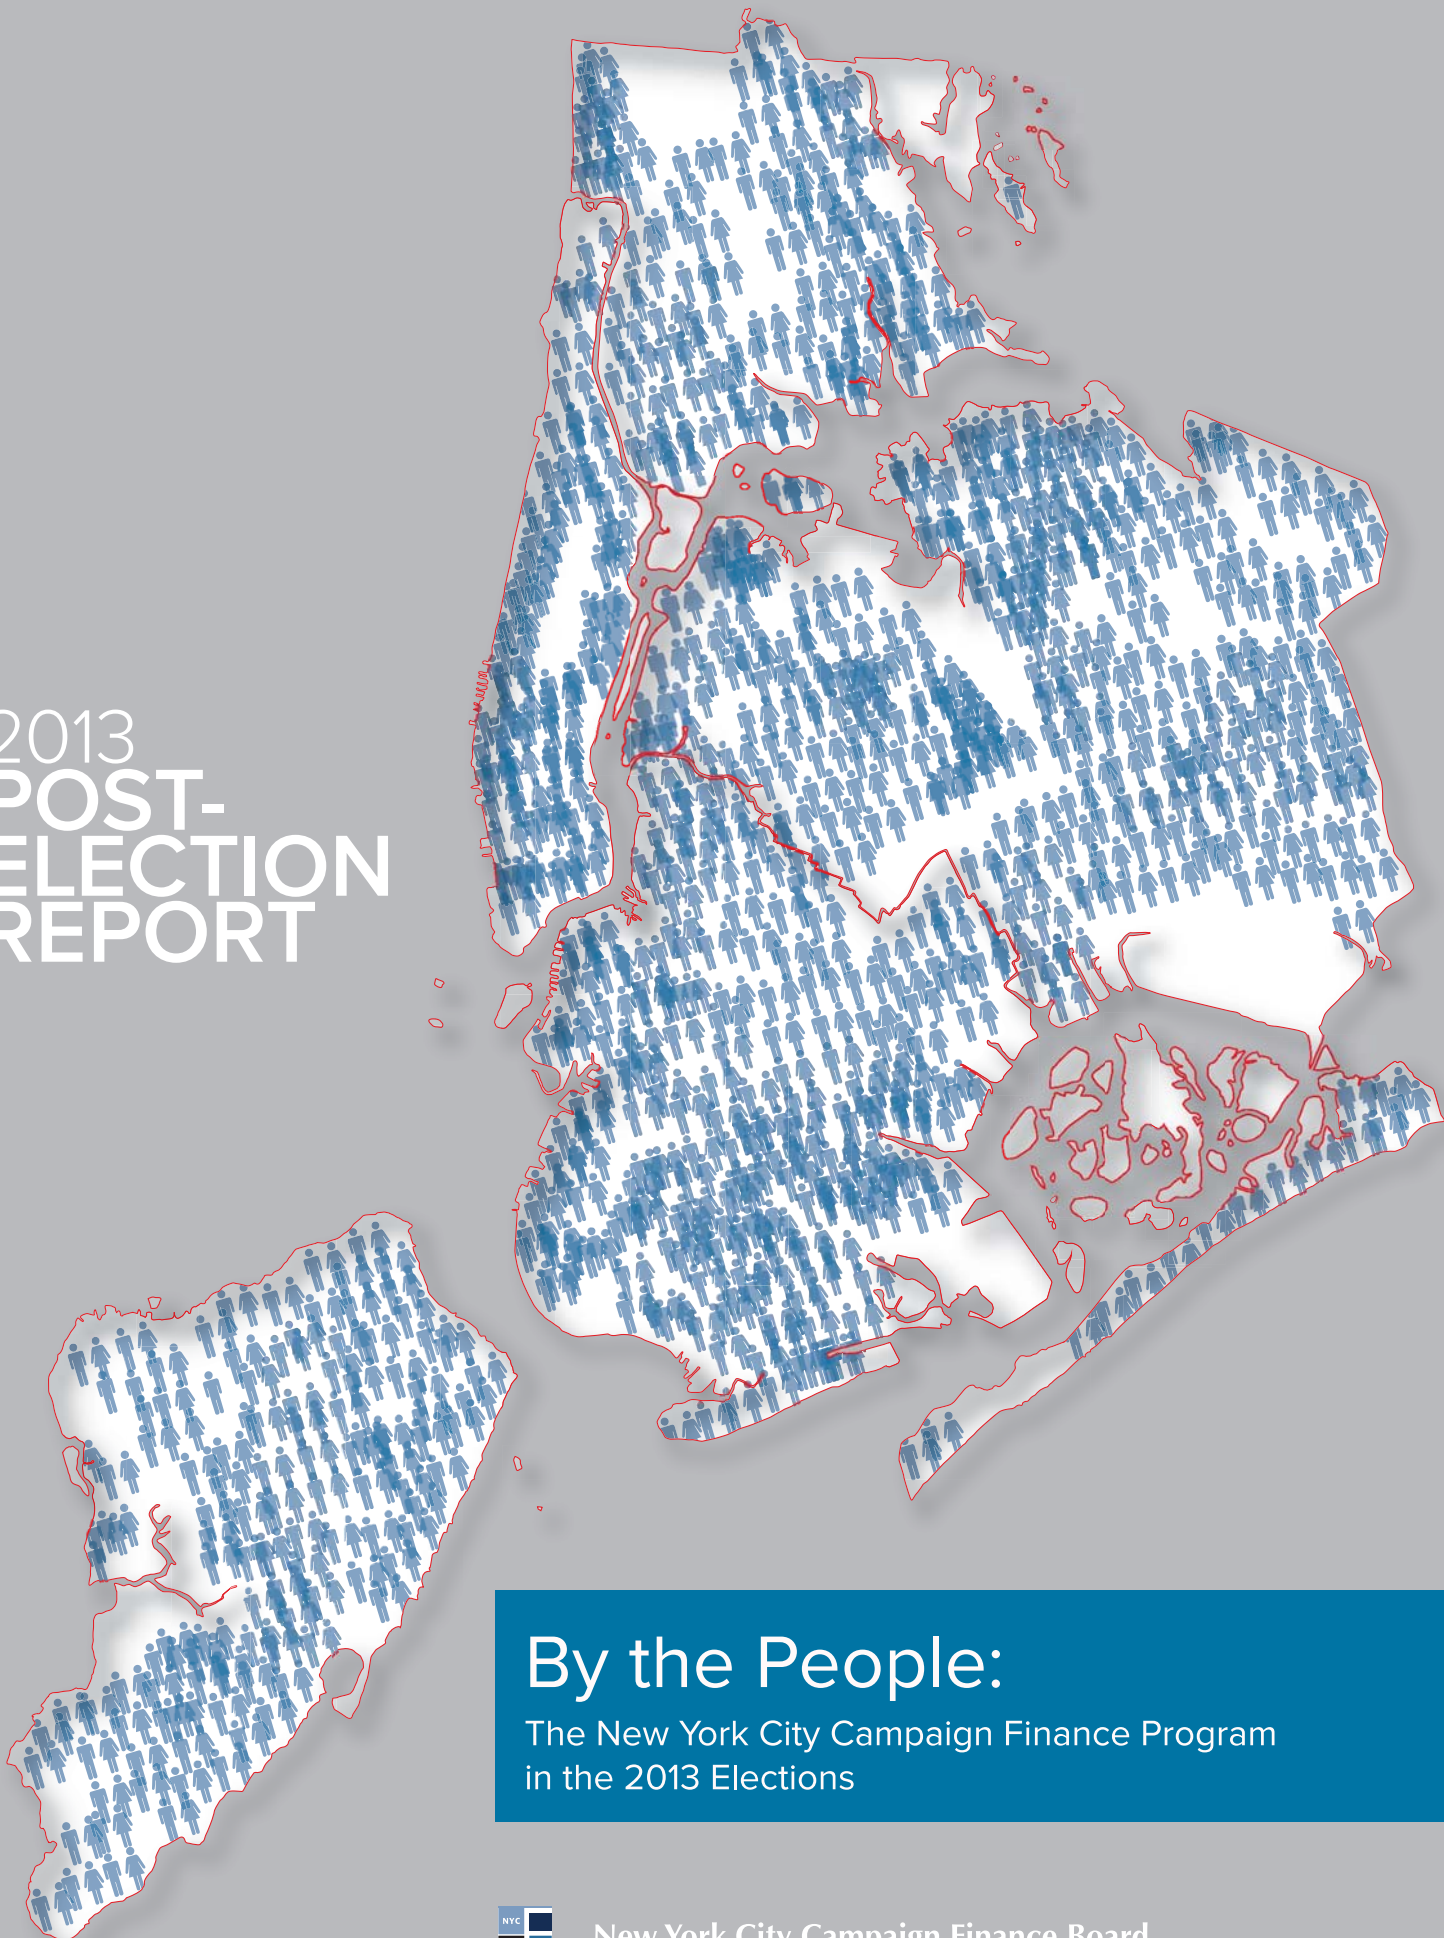 2013
POST-
ELECTION
REPORT
By the People:
The New York City Campaign Finance Program
in the 2013 Elections
NYC
New York City Campaign Finance Board